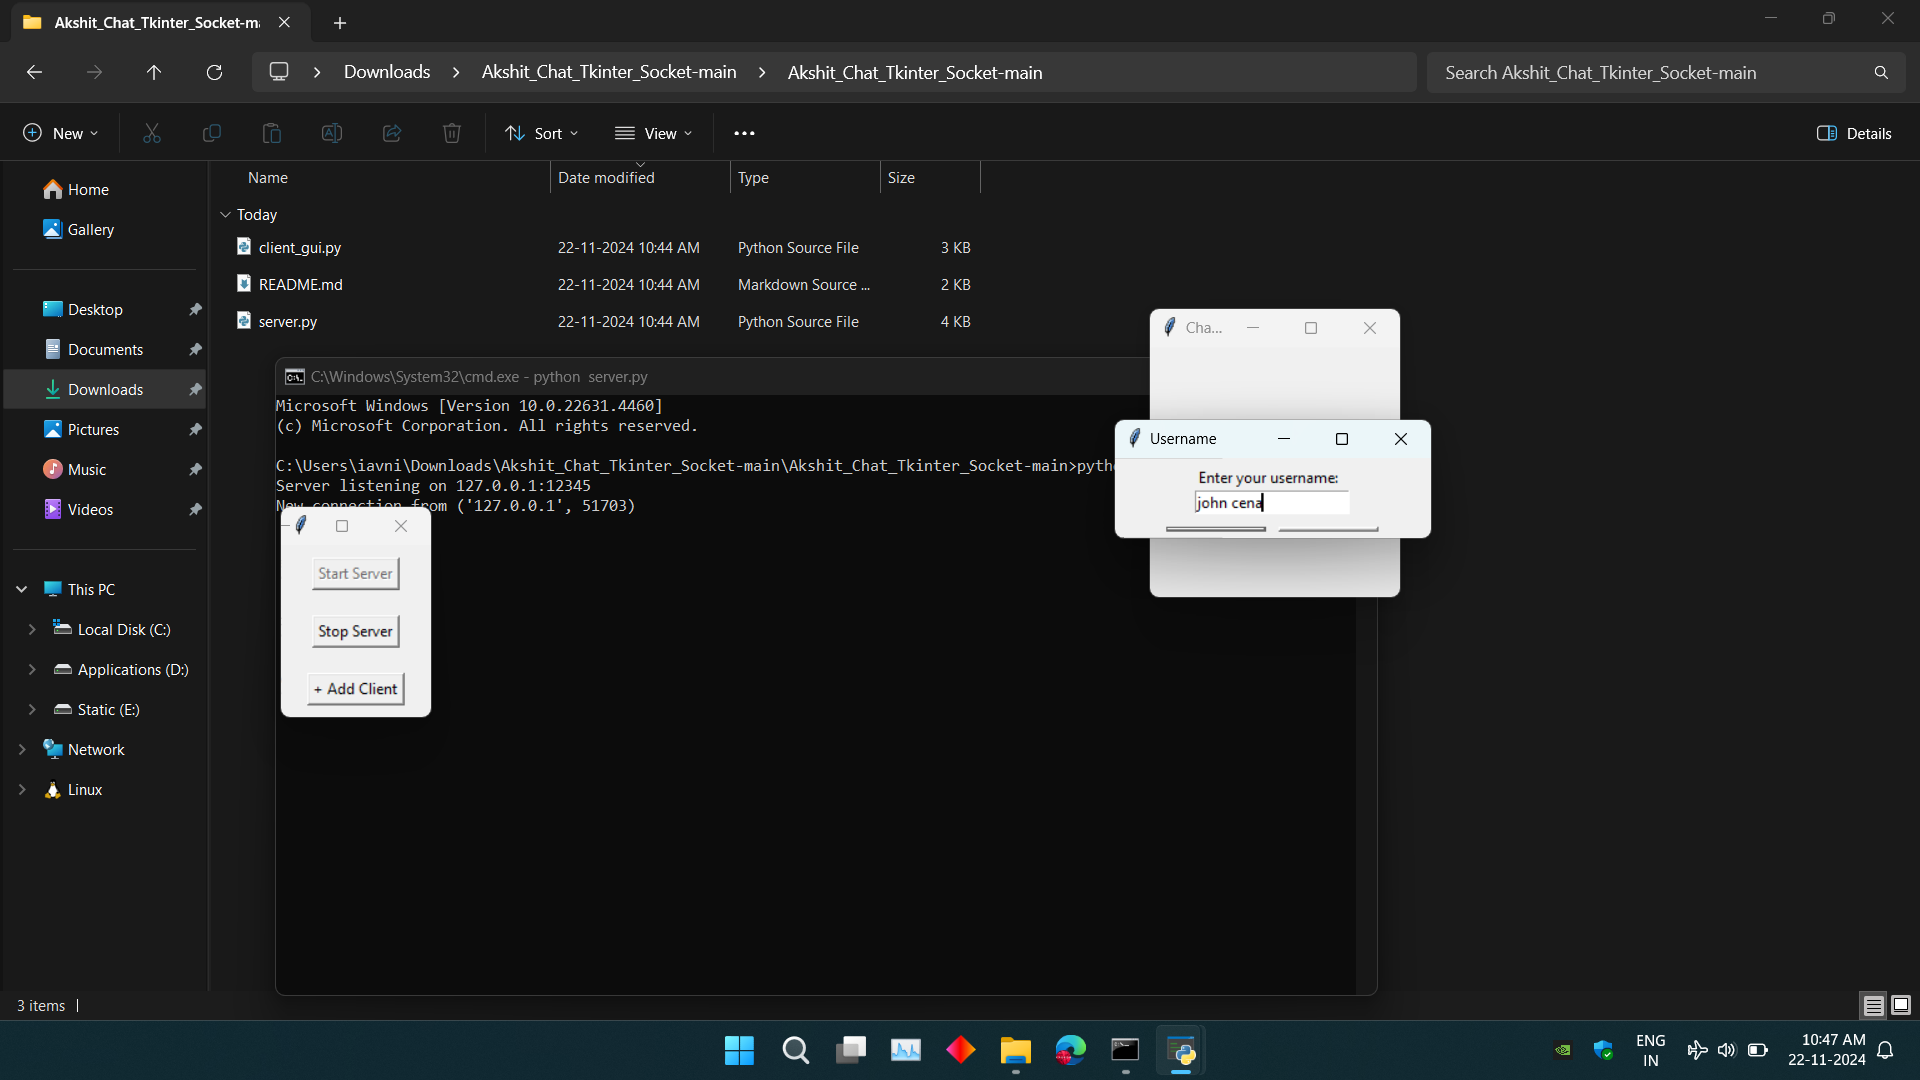 Akshit_Chat_Tkinter_Socket-ma
Downloads
Akshit_Chat_Tkinter_Socket-main
Akshit_Chat_Tkinter_Socket-main
Search Akshit_Chat_Tkinter_Socket-main
New
Sort
View
Details
Home
Gallery
Desktop
Documents
Downloads
Pictures
Music
Videos
This PC
Local Disk (C:)
Applications (D:)
Static (E:)
Network
Linux
Name Date modified Type Size
Today
client_gui.py 22-11-2024 10:44 AM Python Source File 3 KB
README.md 22-11-2024 10:44 AM Markdown Source ... 2 KB
server.py 22-11-2024 10:44 AM Python Source File 4 KB
C:\Windows\System32\cmd.exe - python  server.py
Microsoft Windows [Version 10.0.22631.4460]
(c) Microsoft Corporation. All rights reserved.
C:\Users\iavni\Downloads\Akshit_Chat_Tkinter_Socket-main\Akshit_Chat_Tkinter_Socket-main>pyth
Server listening on 127.0.0.1:12345
New connection from ('127.0.0.1', 51703)
Start Server
Stop Server
+ Add Client
Cha...
Username
Enter your username:
john cena
3 items
ENG
IN
10:47 AM
22-11-2024